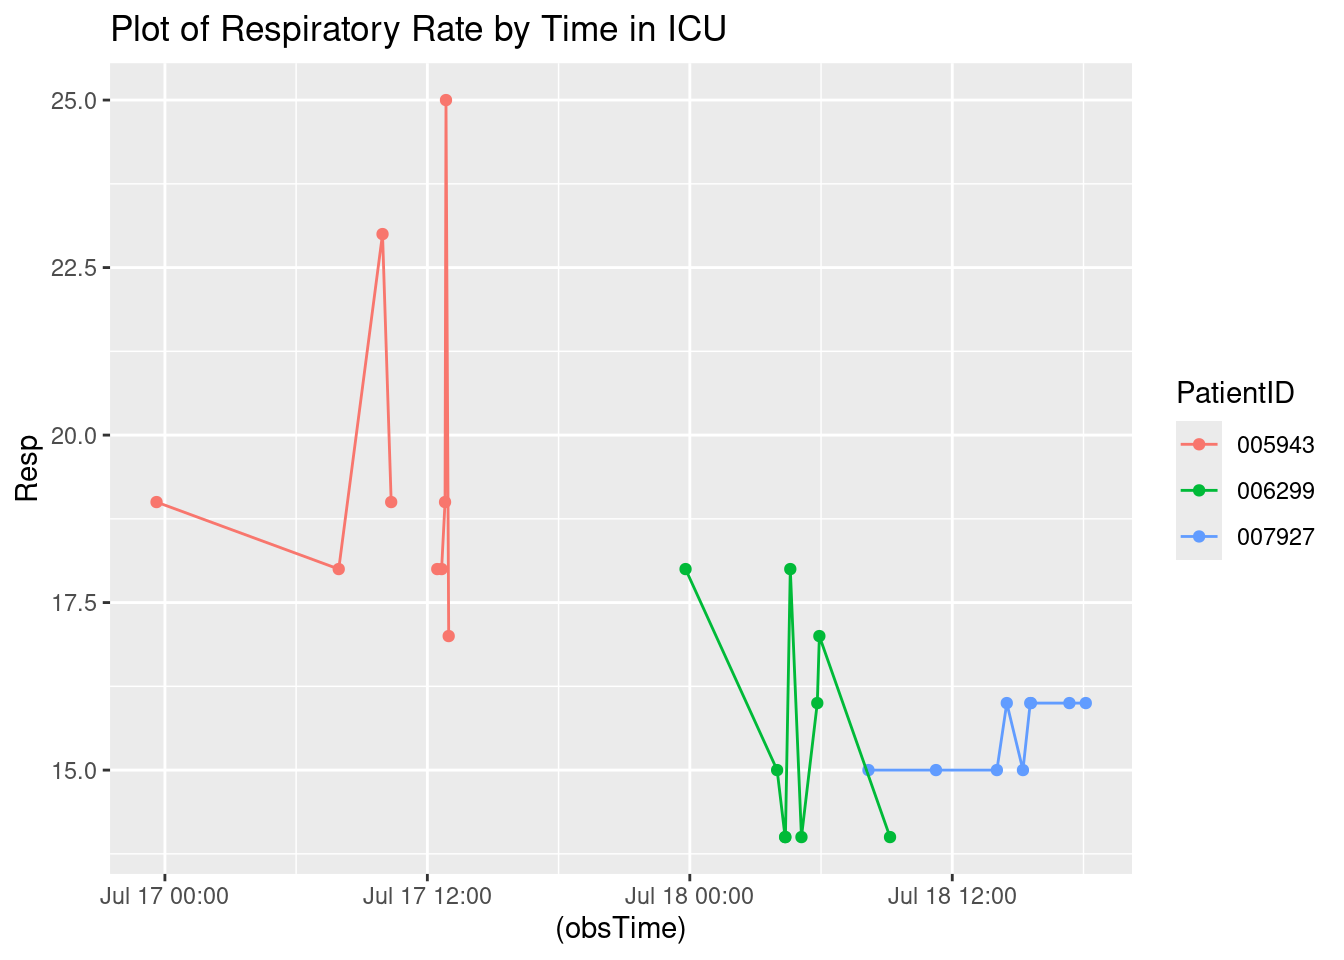 Plot of Respiratory Rate by Time in ICU
25.0
22.5
20.0
17.5
15.0
Resp
Jul 17 00:00 Jul 17 12:00 Jul 18 00:00 Jul 18 12:00
(obsTime)
PatientID
005943
006299
007927